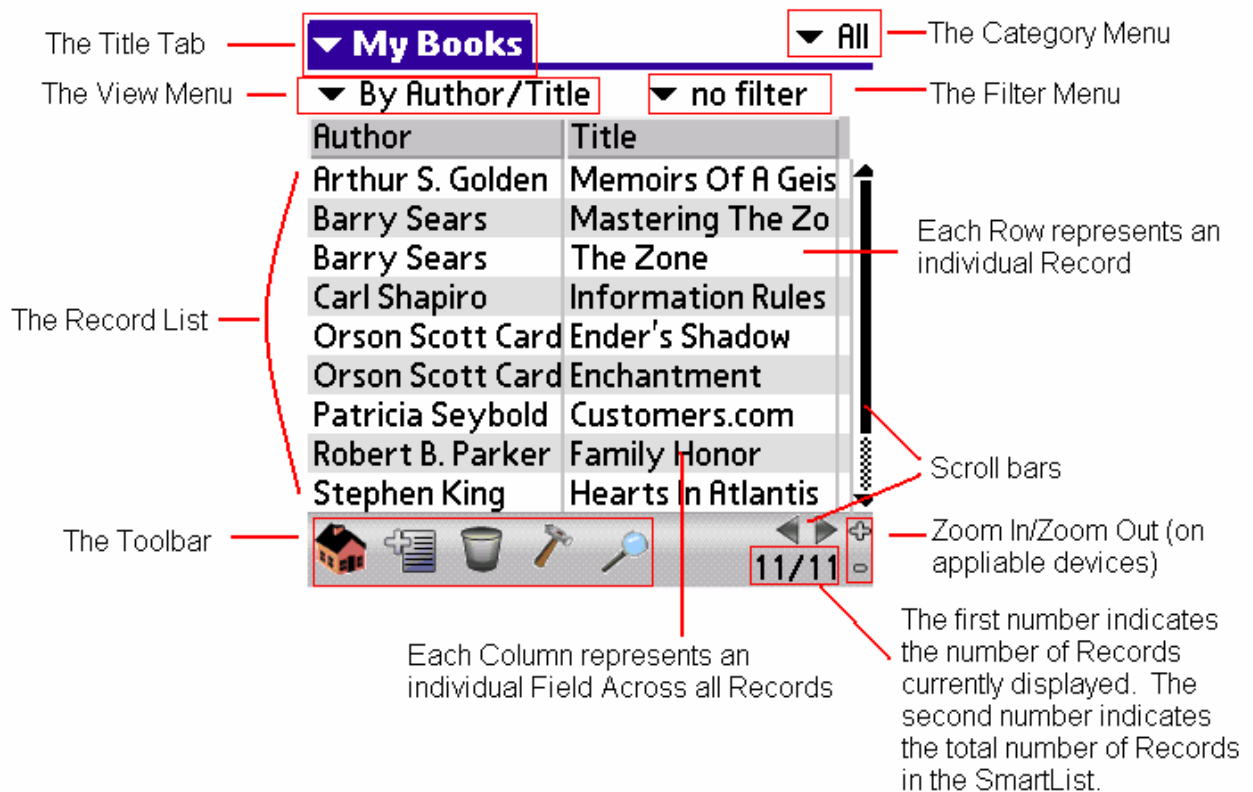 The Title Tab
My Books
All
The Category Menu
The View Menu
By Author/Title
no filter
The Filter Menu
Author Title
Arthur S. Golden Memoirs Of A Geis
Barry Sears Mastering The Zo
Barry Sears The Zone
Carl Shapiro Information Rules
Orson Scott Card Ender's Shadow
Orson Scott Card Enchantment
Patricia Seybold Customers.com
Robert B. Parker Family Honor
Stephen King Hearts In Atlantis
Each Row represents an
individual Record
The Record List
Scroll bars
The Toolbar
11/11
Zoom In/Zoom Out (on
appliable devices)
Each Column represents an
individual Field Across all Records
The first number indicates
the number of Records
currently displayed. The
second number indicates
the total number of Records
in the SmartList.